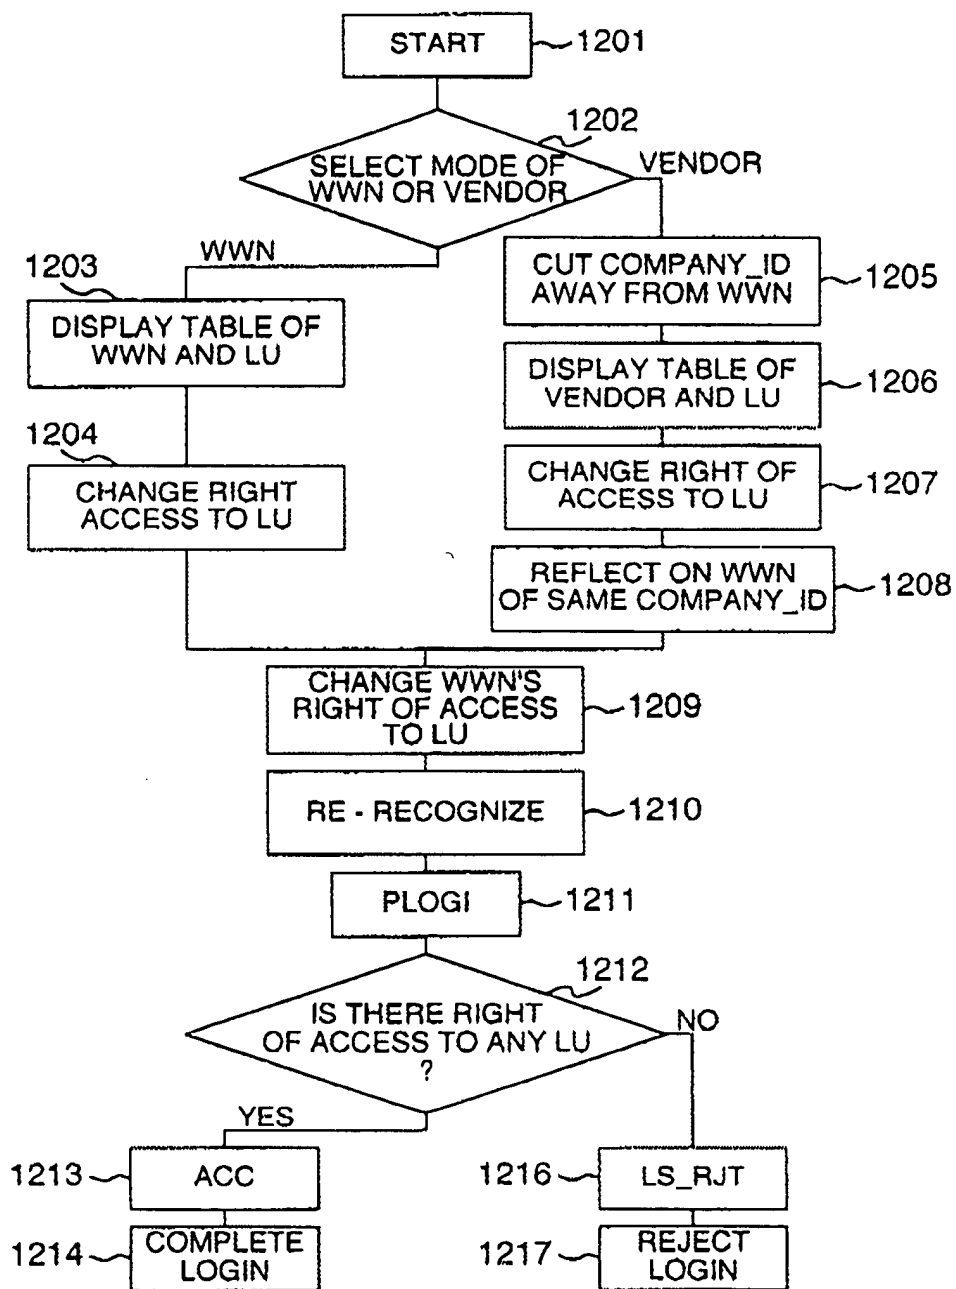 START
1201
1202
SELECT MODE OF
WWN OR VENDOR
VENDOR
WWN
1203
DISPLAY TABLE OF
WWN AND LU
CUT COMPANY_ID
AWAY FROM WWN
1205
DISPLAY TABLE OF
VENDOR AND LU
1206
1204
CHANGE RIGHT
ACCESS TO LU
CHANGE RIGHT OF
ACCESS TO LU
1207
REFLECT ON WWN
OF SAME COMPANY_ID
1208
CHANGE WWN'S
RIGHT OF ACCESS
TO LU
1209
RE - RECOGNIZE
1210
PLOGI
1211
1212
IS THERE RIGHT
OF ACCESS TO ANY LU
?
NO
YES
1213
ACC
1216
LS_RJT
1214
COMPLETE
LOGIN
1217
REJECT
LOGIN